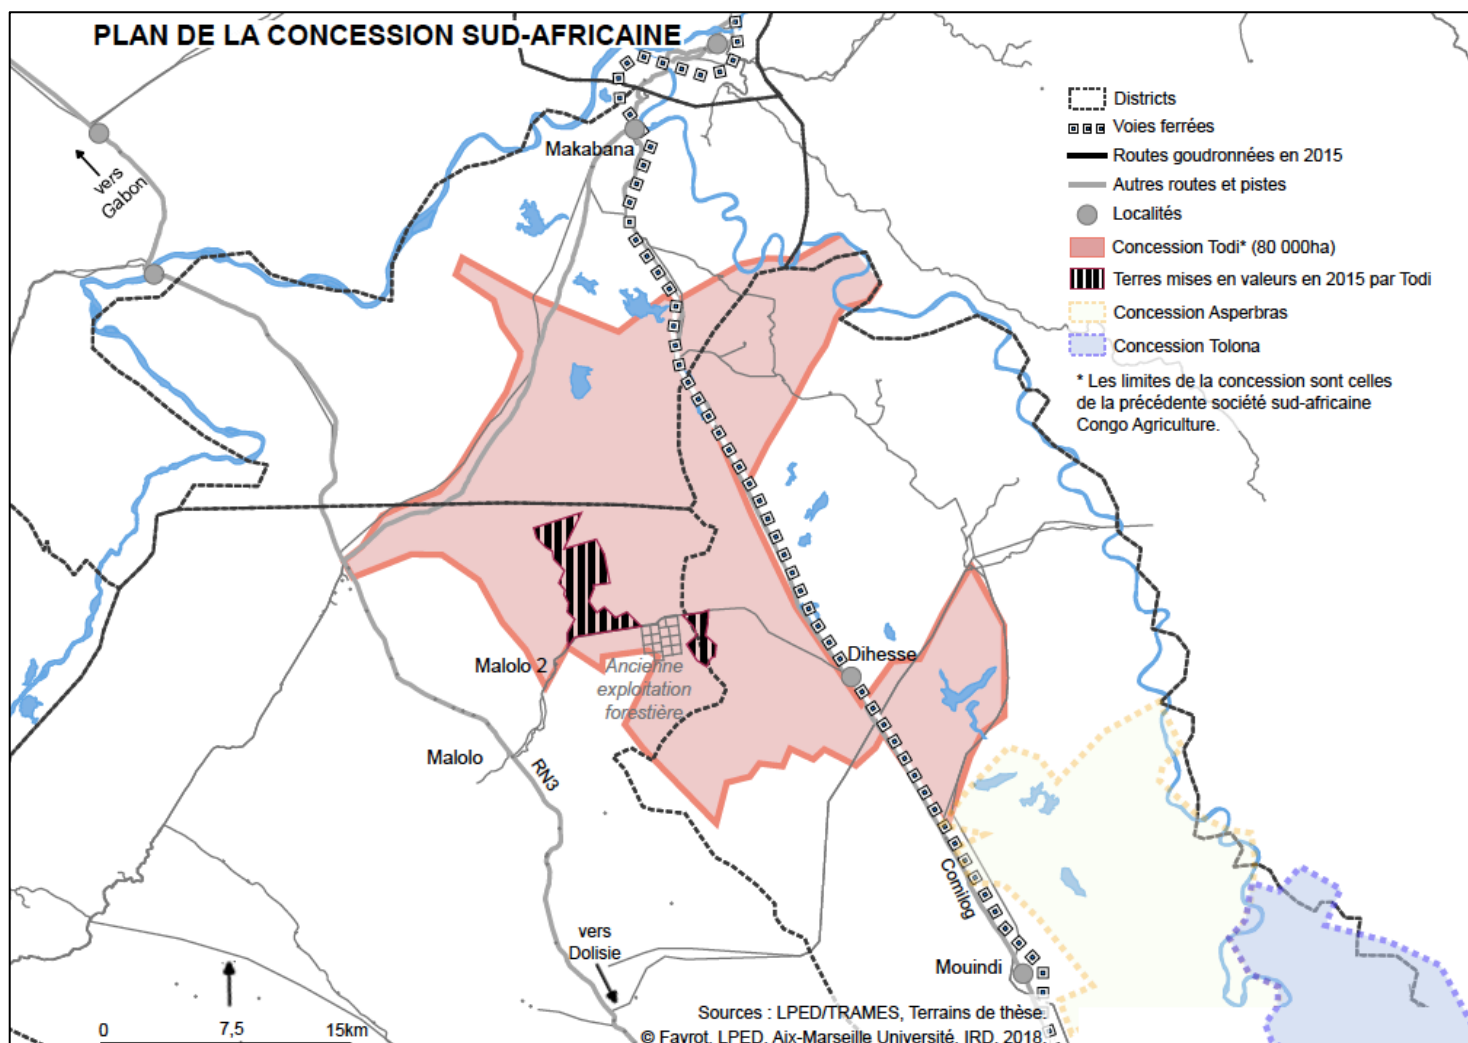 PLAN DE LA CONCESSION SUD-AFRICAINE
Districts
Voies ferrées
Routes goudronnées en 2015
Autres routes et pistes
Localités
Concession Todi* (80 000ha)
Terres mises en valeurs en 2015 par Todi
Concession Asperbras
Concession Tolona
* Les limites de la concession sont celles
de la précédente société sud-africaine
Congo Agriculture.
Makabana
vers
Gabon
Malolo 2
Ancienne
exploitation
forestière
Dihesse
Malolo
RN3
Comilog
vers
Dolisie
Mouindi
0
7,5
15km
Sources : LPED/TRAMES, Terrains de thèse.
© Fayrot, LPED, Aix-Marseille Université, IRD, 2018.